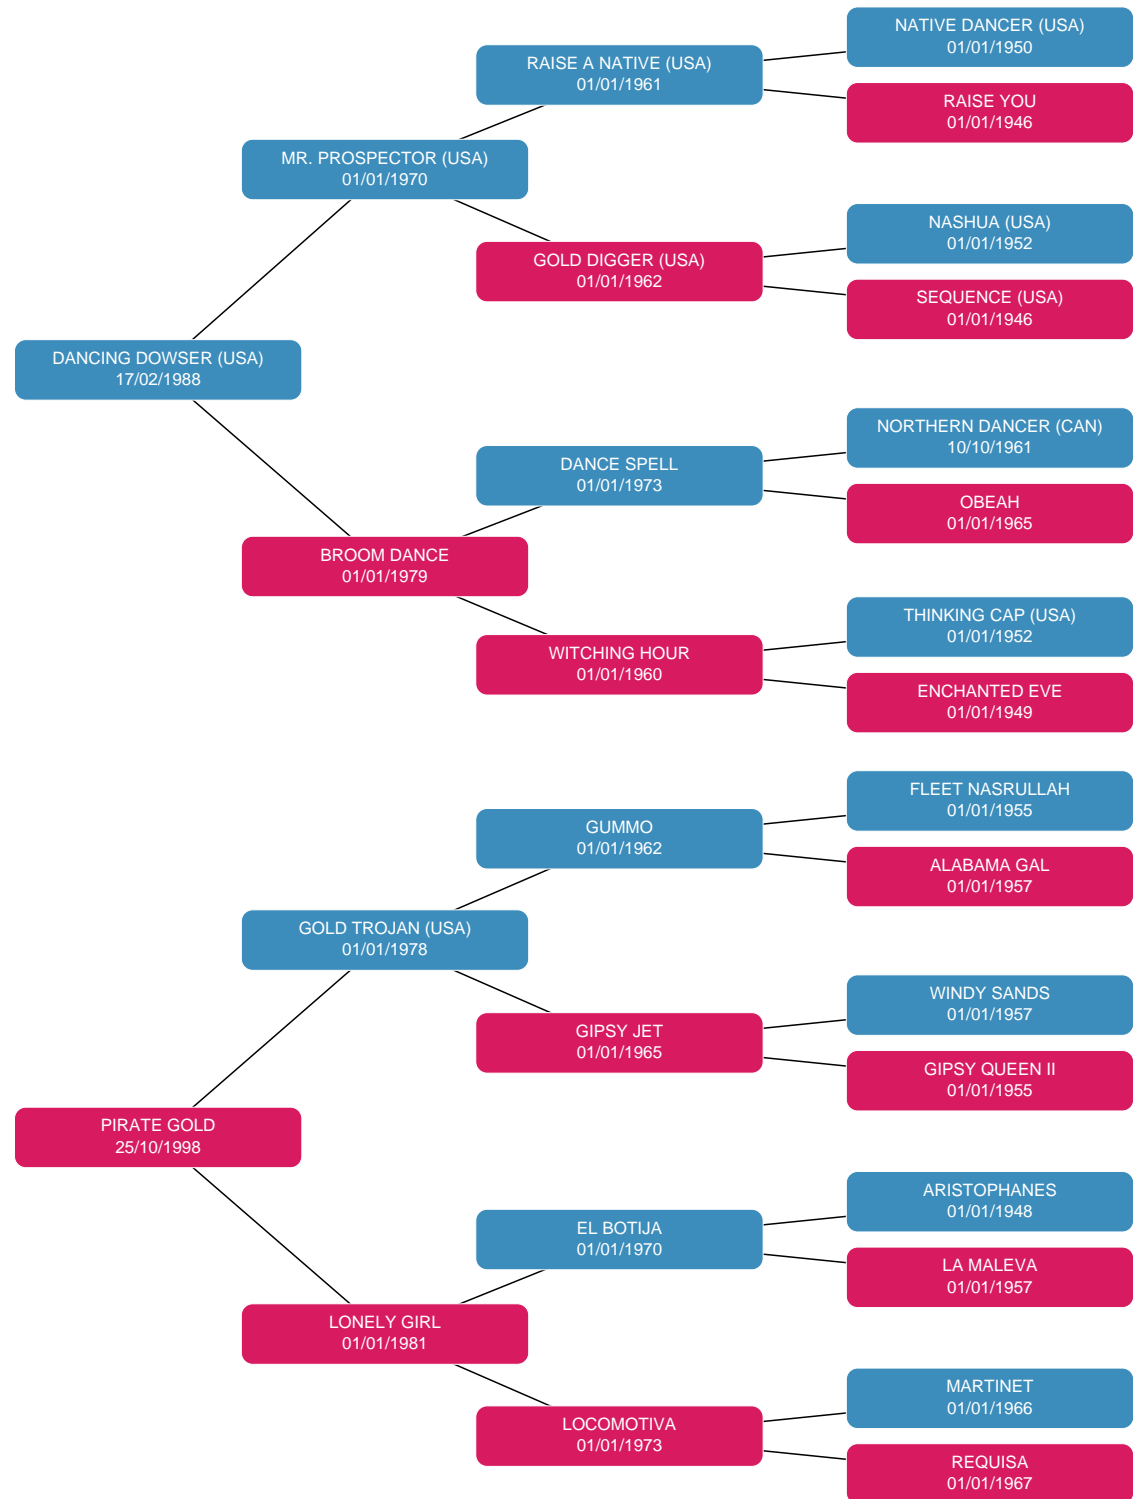 NATIVE DANCER (USA)
01/01/1950
RAISE A NATIVE (USA)
01/01/1961
RAISE YOU
01/01/1946
MR. PROSPECTOR (USA)
01/01/1970
NASHUA (USA)
01/01/1952
GOLD DIGGER (USA)
01/01/1962
SEQUENCE (USA)
01/01/1946
DANCING DOWSER (USA)
17/02/1988
NORTHERN DANCER (CAN)
10/10/1961
DANCE SPELL
01/01/1973
OBEAH
01/01/1965
BROOM DANCE
01/01/1979
THINKING CAP (USA)
01/01/1952
WITCHING HOUR
01/01/1960
ENCHANTED EVE
01/01/1949
FLEET NASRULLAH
01/01/1955
GUMMO
01/01/1962
ALABAMA GAL
01/01/1957
GOLD TROJAN (USA)
01/01/1978
WINDY SANDS
01/01/1957
GIPSY JET
01/01/1965
GIPSY QUEEN II
01/01/1955
PIRATE GOLD
25/10/1998
ARISTOPHANES
01/01/1948
EL BOTIJA
01/01/1970
LA MALEVA
01/01/1957
LONELY GIRL
01/01/1981
MARTINET
01/01/1966
LOCOMOTIVA
01/01/1973
REQUISA
01/01/1967